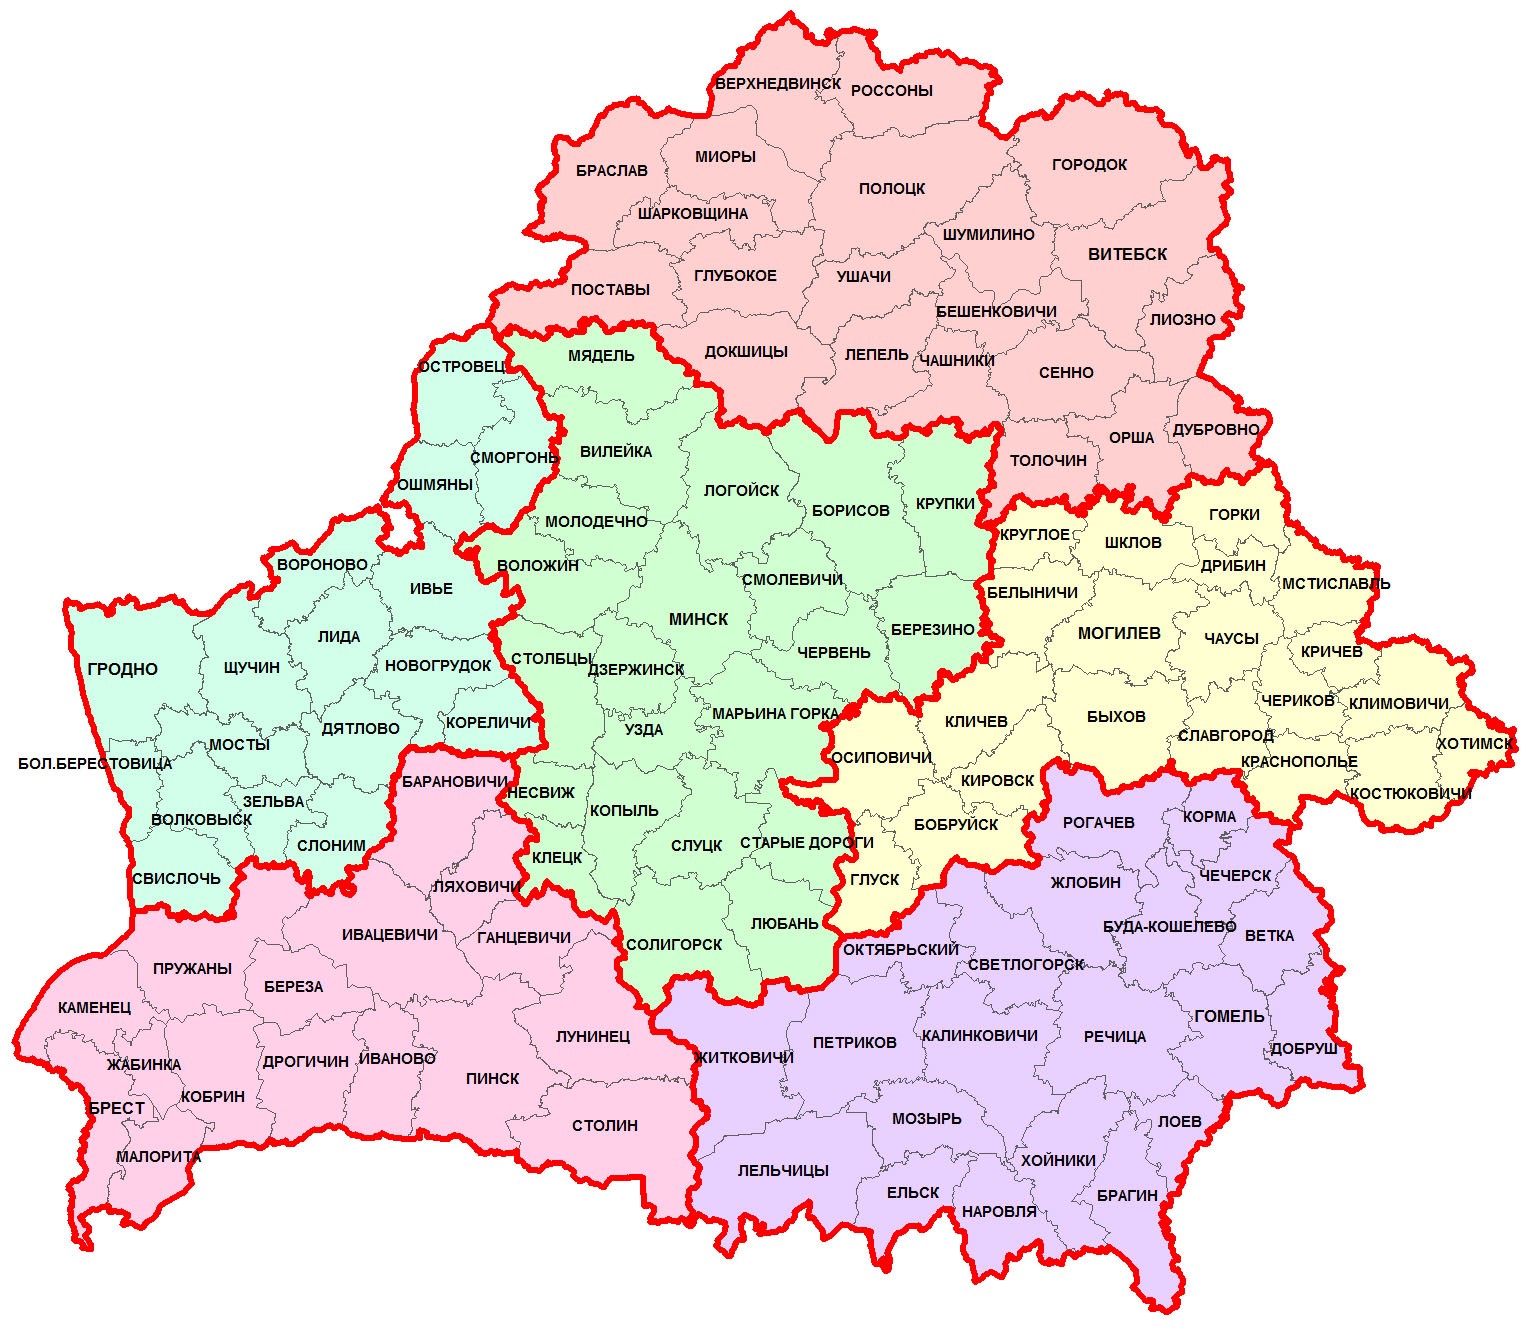 ВЕРХНЕДВИНСК
РОССОНЫ
МИОРЫ
БРАСЛАВ
ГОРОДОК
ПОЛОЦК
ШАРКОВЩИНА
ШУМИЛИНО
ВИТЕБСК
ГЛУБОКОЕ
УШАЧИ
ПОСТАВЫ
БЕШЕНКОВИЧИ
ЛИОЗНО
МЯДЕЛЬ
ДОКШИЦЫ
ЛЕПЕЛЬ
ЧАШНИКИ
ОСТРОВЕЦ
СЕННО
ДУБРОВНО
ОРША
ВИЛЕЙКА
СМОРГОНЬ
ТОЛОЧИН
ОШМЯНЫ
ЛОГОЙСК
КРУПКИ
БОРИСОВ
ГОРКИ
МОЛОДЕЧНО
КРУГЛОЕ
ШКЛОВ
ВОРОНОВО
ВОЛОЖИН
ДРИБИН
СМОЛЕВИЧИ
МСТИСЛАВЛЬ
ИВЬЕ
БЕЛЫНИЧИ
МИНСК
БЕРЕЗИНО
МОГИЛЕВ
ЛИДА
ЧАУСЫ
ЧЕРВЕНЬ
КРИЧЕВ
СТОЛБЦЫ
НОВОГРУДОК
ГРОДНО
ЩУЧИН
ДЗЕРЖИНСК
ЧЕРИКОВ
КЛИМОВИЧИ
МАРЬИНА ГОРКА
БЫХОВ
КОРЕЛИЧИ
КЛИЧЕВ
ДЯТЛОВО
УЗДА
СЛАВГОРОД
МОСТЫ
ХОТИМСК
ОСИПОВИЧИ
КРАСНОПОЛЬЕ
БОЛ.БЕРЕСТОВИЦА
БАРАНОВИЧИ
КИРОВСК
НЕСВИЖ
КОСТЮКОВИЧИ
ЗЕЛЬВА
КОПЫЛЬ
КОРМА
ВОЛКОВЫСК
БОБРУЙСК
РОГАЧЕВ
СТАРЫЕ ДОРОГИ
СЛОНИМ
СЛУЦК
КЛЕЦК
СВИСЛОЧЬ
ГЛУСК
ЖЛОБИН
ЧЕЧЕРСК
ЛЯХОВИЧИ
ЛЮБАНЬ
БУДА-КОШЕЛЕВО
ИВАЦЕВИЧИ
ГАНЦЕВИЧИ
ВЕТКА
СОЛИГОРСК
ОКТЯБРЬСКИЙ
СВЕТЛОГОРСК
ПРУЖАНЫ
БЕРЕЗА
КАМЕНЕЦ
ГОМЕЛЬ
ЛУНИНЕЦ
КАЛИНКОВИЧИ
РЕЧИЦА
ПЕТРИКОВ
ДОБРУШ
ЖИТКОВИЧИ
ИВАНОВО
ДРОГИЧИН
ЖАБИНКА
ПИНСК
КОБРИН
БРЕСТ
МОЗЫРЬ
ЛОЕВ
СТОЛИН
МАЛОРИТА
ХОЙНИКИ
ЛЕЛЬЧИЦЫ
ЕЛЬСК
БРАГИН
НАРОВЛЯ